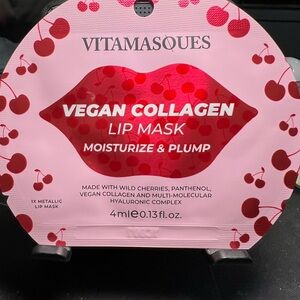 VITAMASQUES
VEGAN COLLAGEN
LIP MASK
MOISTURIZE & PLUMP
MADE WITH WILD CHERRIES, PANTHENOL,
VEGAN COLLAGEN AND MULTI-MOLECULAR
HYALURONIC COMPLEX
1X METALLIC
LIP MASK
4ml℮0.13fl.oz.